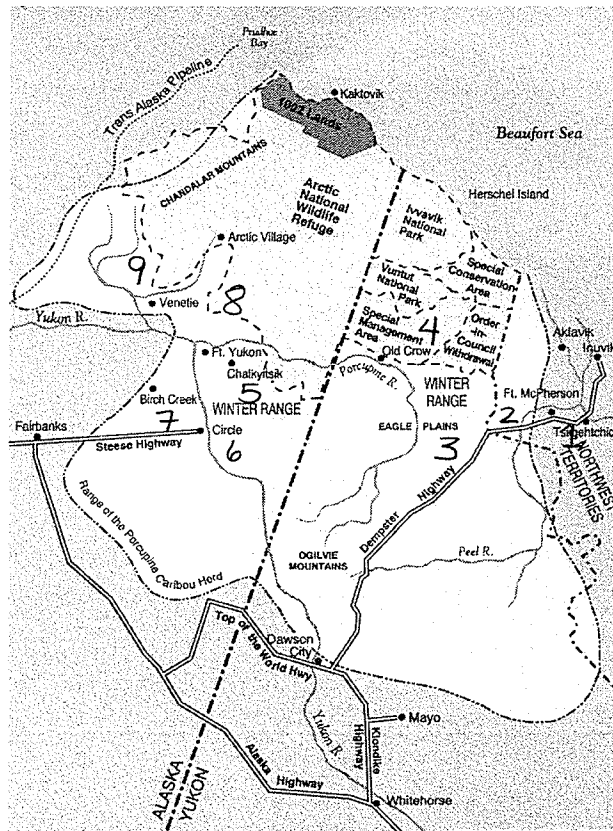 Prudhoe
Bay
Trans Alaska Pipeline
Kaktovik
1002 Lands
Beaufort Sea
CHANDALAR MOUNTAINS
Herschel Island
Arctic
National
Wildlife
Refuge
Ivvavik
National
Park
Arctic Village
Special
Conservation
Area
Vuntut
National
Park
9
8
Venetie
Special
Management
Area
4
Order-
in-
Council
Withdrawal
Aklavik
Inuvik
Yukon R.
Ft. Yukon
Chalkyitsik
Old Crow
Porcupine R.
5
WINTER RANGE
WINTER
RANGE
Birch Creek
Ft. McPherson
Fairbanks
7
Circle
EAGLE PLAINS
2
1
Tsiigehtchic
Steese Highway
6
3
NORTHWEST
TERRITORIES
Dempster Highway
Range of the Porcupine
Caribou Herd
OGILVIE
MOUNTAINS
Peel R.
Top of the World Hwy
Dawson
City
Yukon R.
Klondike
Highway
Mayo
Alaska Highway
ALASKA
YUKON
Whitehorse